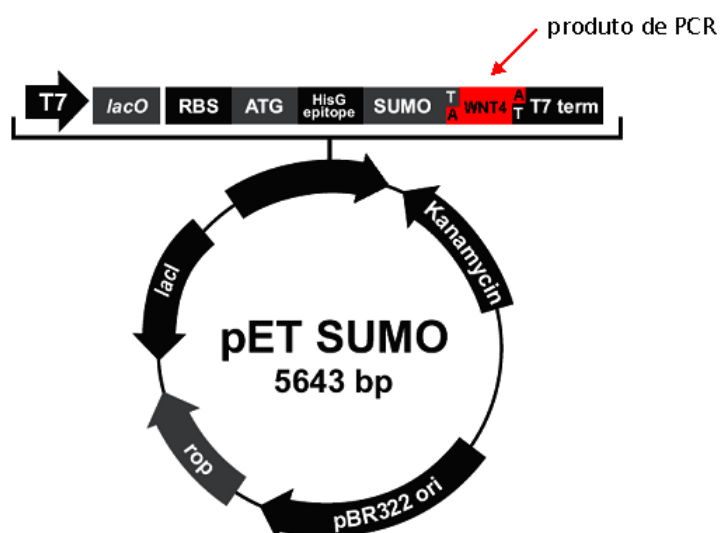 produto de PCR
T7 lacO RBS ATG HisG epitope SUMO T A WNT4 A T T7 term
Kanamycin
lacI
pET SUMO
5643 bp
rop
pBR322 ori